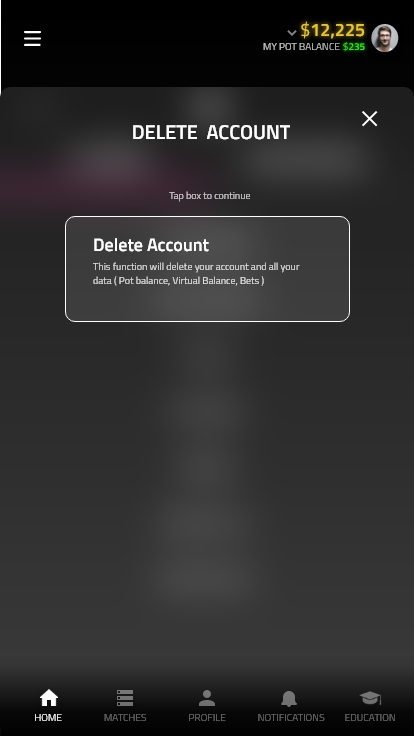 $12,225
MY POT BALANCE $235
DELETE ACCOUNT
Tap box to continue
Delete Account
This function will delete your account and all your
data ( Pot balance, Virtual Balance, Bets )
HOME MATCHES PROFILE NOTIFICATIONS EDUCATION